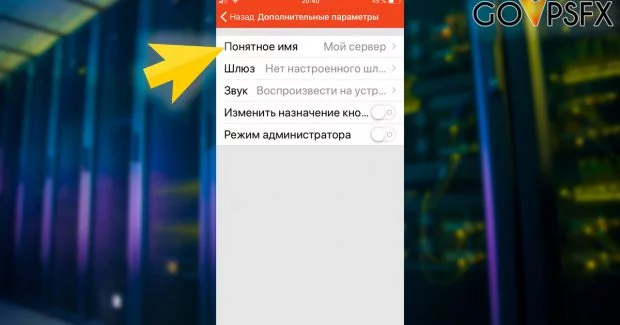 20:40
45 %
Назад Дополнительные параметры
GOVPSFX
Понятное имя Мой сервер
Шлюз Нет настроенного шл...
Звук Воспроизвести на устр...
Изменить назначение кно...
Режим администратора